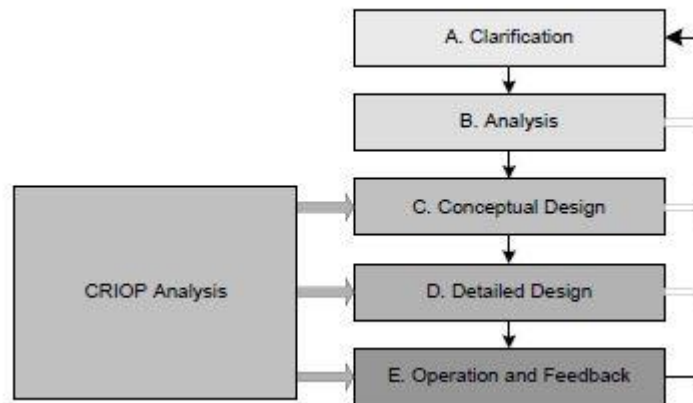 A. Clarification
B. Analysis
C. Conceptual Design
CRIOP Analysis
D. Detailed Design
E. Operation and Feedback